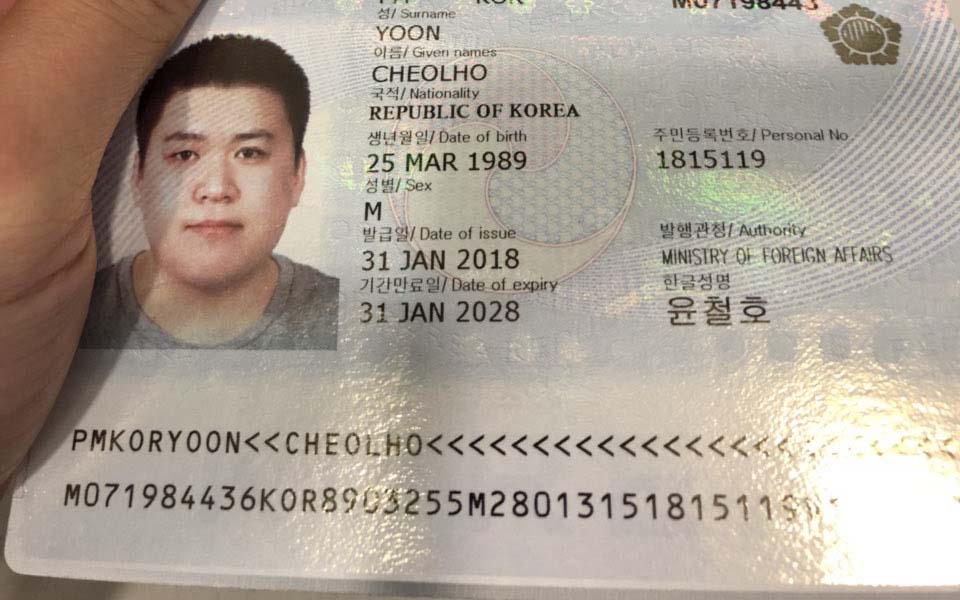 KOR M07198443
성/ Surname
YOON
이름/ Given names
CHEOLHO
국적/ Nationality
REPUBLIC OF KOREA
생년월일/ Date of birth 주민등록번호/ Personal No.
25 MAR 1989 1815119
성별/ Sex
M
발급일/ Date of issue 발행관청/ Authority
31 JAN 2018 MINISTRY OF FOREIGN AFFAIRS
기간만료일/ Date of expiry 한글성명
31 JAN 2028 윤철호
PMKORYOON<<CHEOLHO<<<<<<<<<<<<<<<<<<<<
M071984436KOR8903255M28013151815119